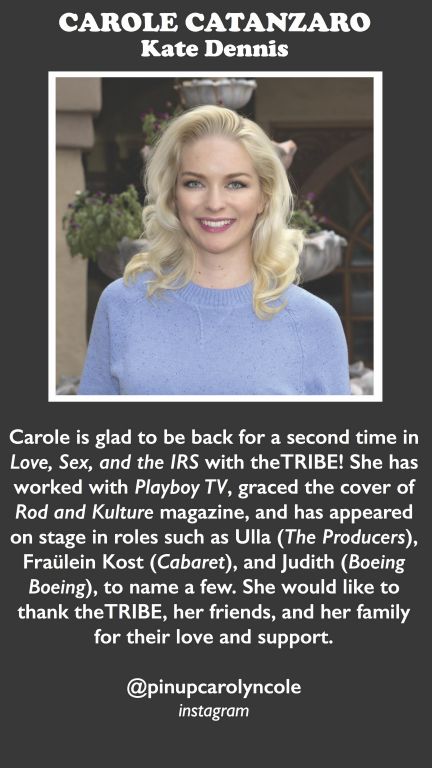 CAROLE CATANZARO
Kate Dennis
Carole is glad to be back for a second time in
Love, Sex, and the IRS with theTRIBE! She has
worked with Playboy TV, graced the cover of
Rod and Kulture magazine, and has appeared
on stage in roles such as Ulla (The Producers),
Fraülein Kost (Cabaret), and Judith (Boeing
Boeing), to name a few. She would like to
thank theTRIBE, her friends, and her family
for their love and support.
@pinupcarolyncole
instagram